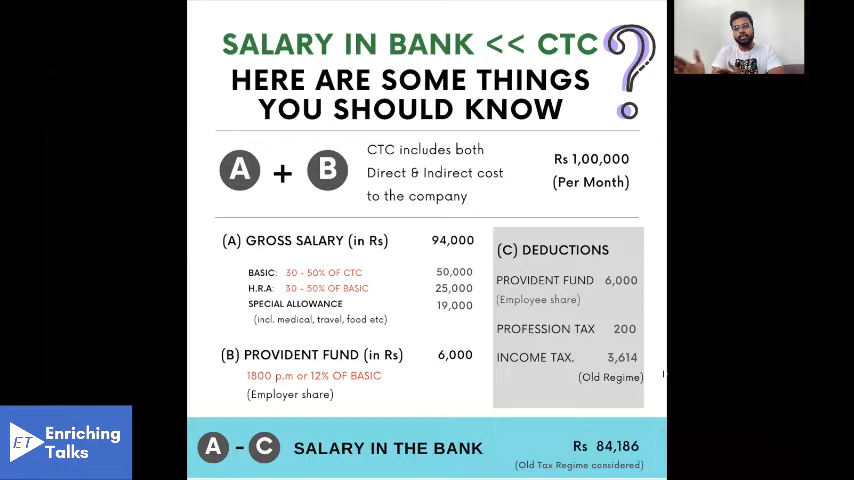 SALARY IN BANK << CTC
HERE ARE SOME THINGS
YOU SHOULD KNOW
?
A + B
CTC includes both
Direct & Indirect cost
to the company
Rs 1,00,000
(Per Month)
(A) GROSS SALARY (in Rs) 94,000
BASIC: 30 - 50% OF CTC 50,000
H.R.A: 30 - 50% OF BASIC 25,000
SPECIAL ALLOWANCE 19,000
(incl. medical, travel, food etc)
(B) PROVIDENT FUND (in Rs) 6,000
1800 p.m or 12% OF BASIC
(Employer share)
(C) DEDUCTIONS
PROVIDENT FUND 6,000
(Employee share)
PROFESSION TAX 200
INCOME TAX. 3,614
(Old Regime)
A - C SALARY IN THE BANK Rs 84,186
(Old Tax Regime considered)
ET Enriching
Talks